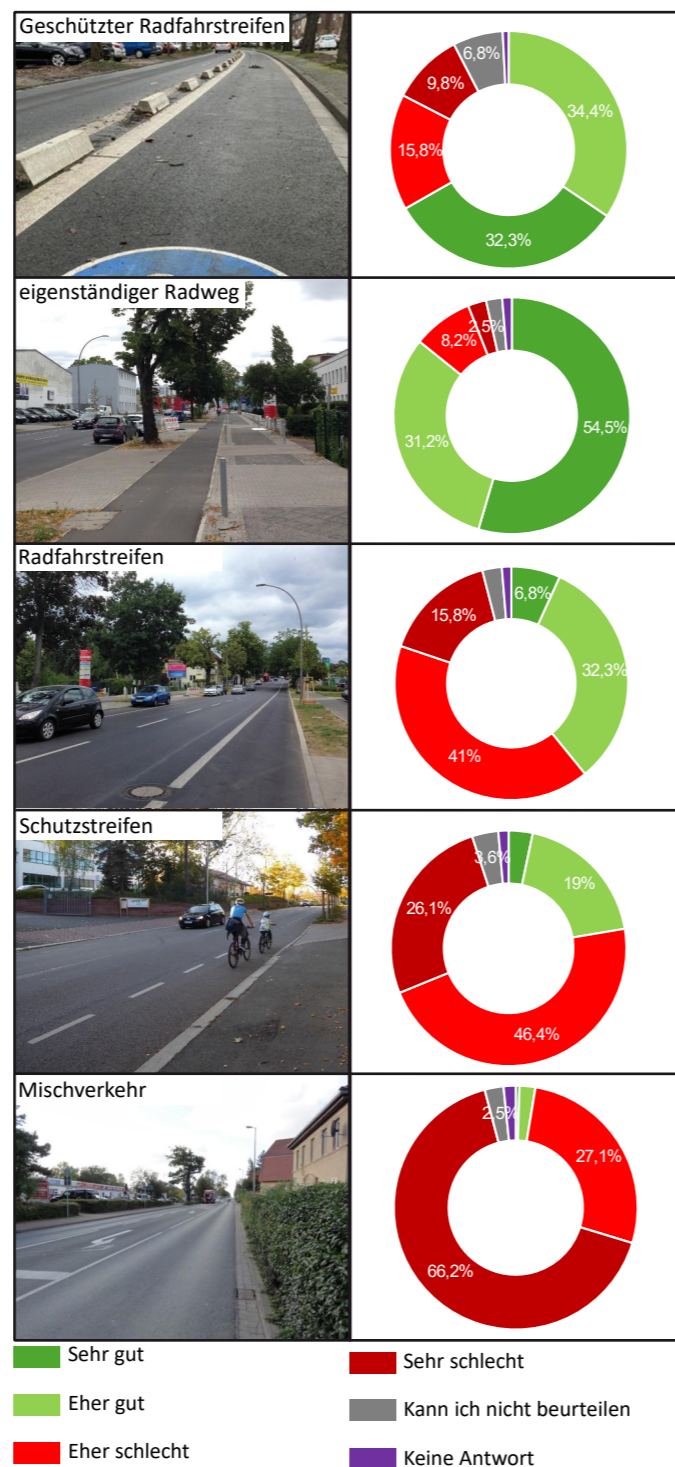 Geschützter Radfahrstreifen
6,8%
9,8%
34,4%
15,8%
32,3%
eigenständiger Radweg
2,5%
8,2%
31,2%
54,5%
Radfahrstreifen
6,8%
15,8%
32,3%
41%
Schutzstreifen
3,6%
19%
26,1%
46,4%
Mischverkehr
2,5%
27,1%
66,2%
Sehr gut
Eher gut
Eher schlecht
Sehr schlecht
Kann ich nicht beurteilen
Keine Antwort